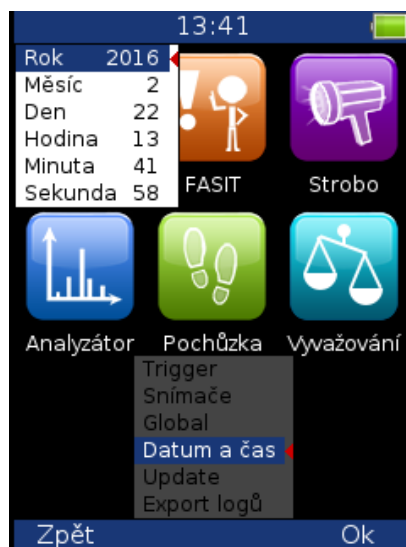 13:41
Rok 2016
Měsíc 2
Den 22
Hodina 13
Minuta 41
Sekunda 58
FASIT
Strobo
Analyzátor
Pochůzka
Vyvažování
Trigger
Snímače
Global
Datum a čas
Update
Export logů
Zpět
Ok